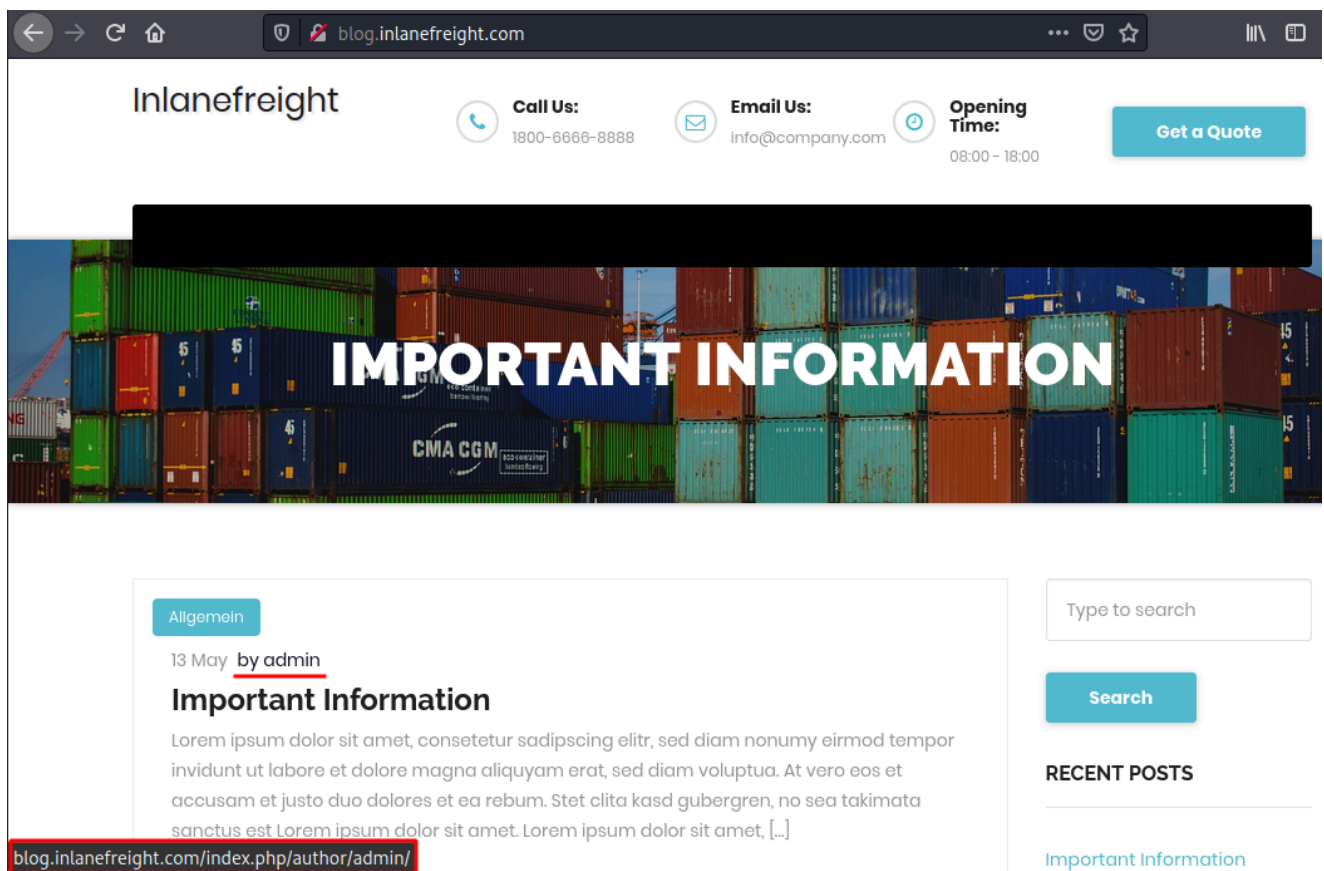 blog.inlanefreight.com
Inlanefreight
Call Us:
1800-6666-8888
Email Us:
info@company.com
Opening
Time:
08:00 - 18:00
Get a Quote
IMPORTANT INFORMATION
45
45
45
45
45
CMA CGM
Allgemein
13 May by admin
Important Information
Lorem ipsum dolor sit amet, consetetur sadipscing elitr, sed diam nonumy eirmod tempor
invidunt ut labore et dolore magna aliquyam erat, sed diam voluptua. At vero eos et
accusam et justo duo dolores et ea rebum. Stet clita kasd gubergren, no sea takimata
sanctus est Lorem ipsum dolor sit amet. Lorem ipsum dolor sit amet, [...]
Type to search
Search
RECENT POSTS
Important Information
blog.inlanefreight.com/index.php/author/admin/